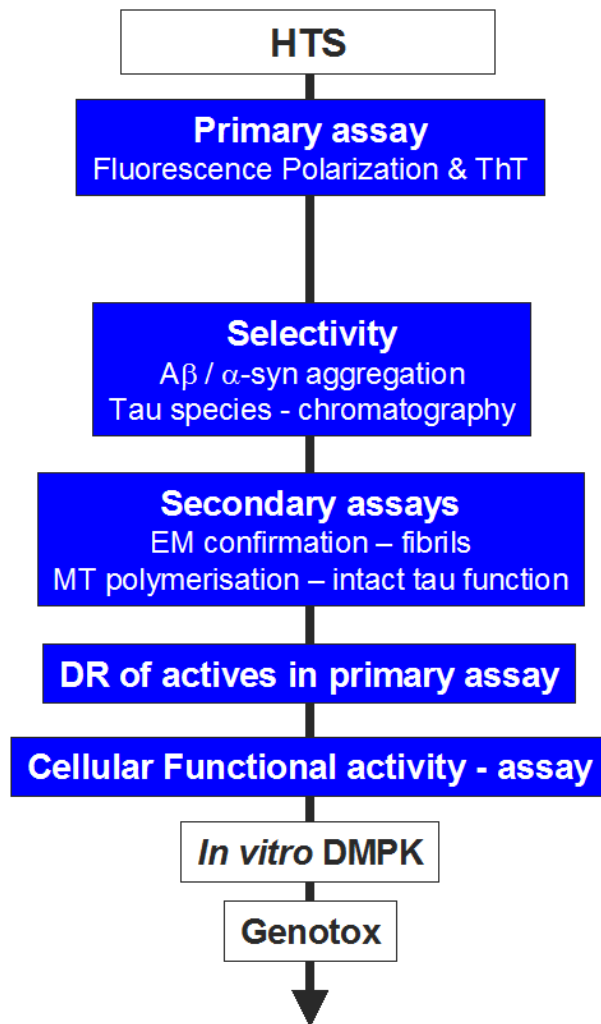 HTS
Primary assay
Fluorescence Polarization & ThT
Selectivity
Aβ / α-syn aggregation
Tau species - chromatography
Secondary assays
EM confirmation – fibrils
MT polymerisation – intact tau function
DR of actives in primary assay
Cellular Functional activity - assay
In vitro DMPK
Genotox